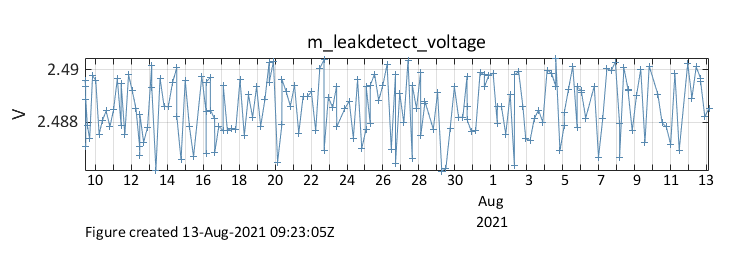 m_leakdetect_voltage
2.49
V
2.488
10 12 14 16 18 20 22 24 26 28 30 1 3 5 7 9 11 13
Aug
2021
Figure created 13-Aug-2021 09:23:05Z